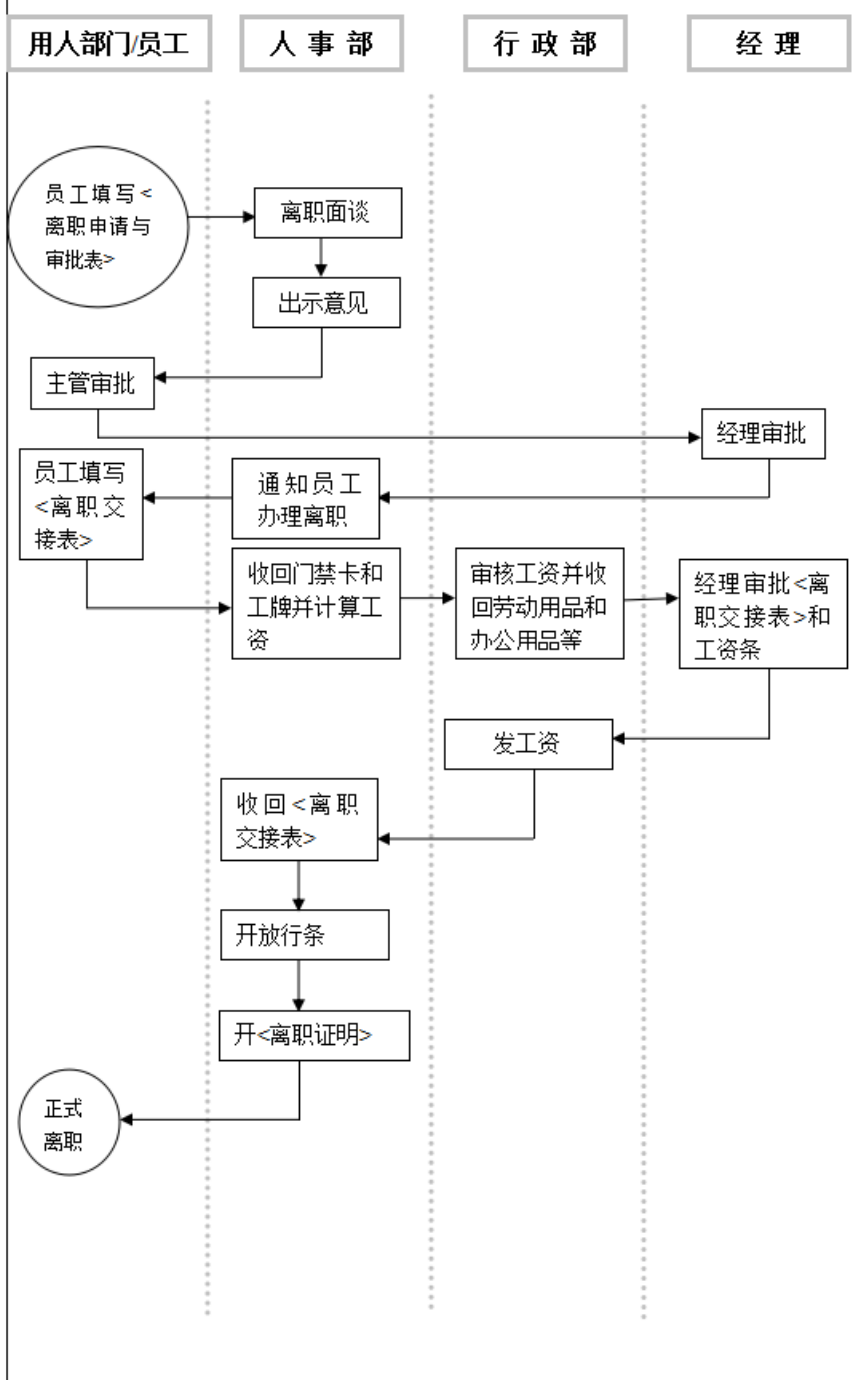 用人部门/员工
人 事 部
行 政 部
经 理
员工填写<
离职申请与
审批表>
离职面谈
出示意见
主管审批
经理审批
员工填写
<离职交
接表>
通知员工
办理离职
收回门禁卡和
工牌并计算工
资
审核工资并收
回劳动用品和
办公用品等
经理审批<离
职交接表>和
工资条
发工资
收回<离职
交接表>
开放行条
开<离职证明>
正式
离职